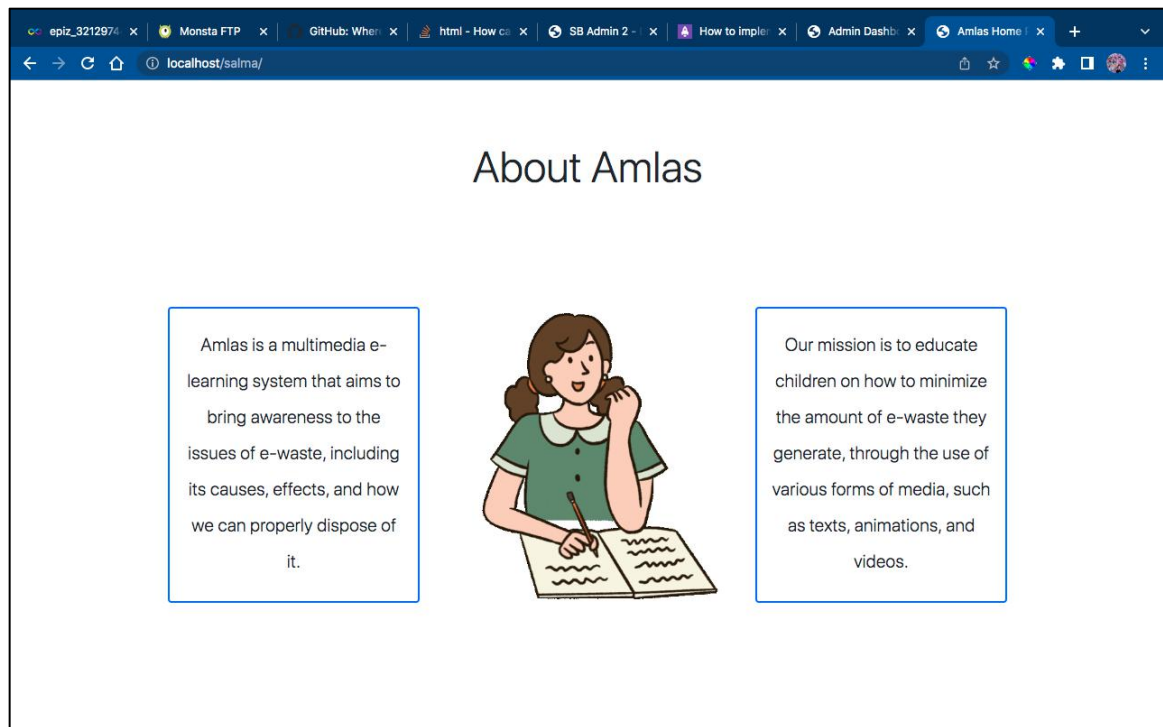 epiz_3212974
Monsta FTP
GitHub: Wher
html - How ca
SB Admin 2 -
How to implen
Admin Dashb
Amlas Home
localhost/salma/
About Amlas
Amlas is a multimedia e-
learning system that aims to
bring awareness to the
issues of e-waste, including
its causes, effects, and how
we can properly dispose of
it.
Our mission is to educate
children on how to minimize
the amount of e-waste they
generate, through the use of
various forms of media, such
as texts, animations, and
videos.